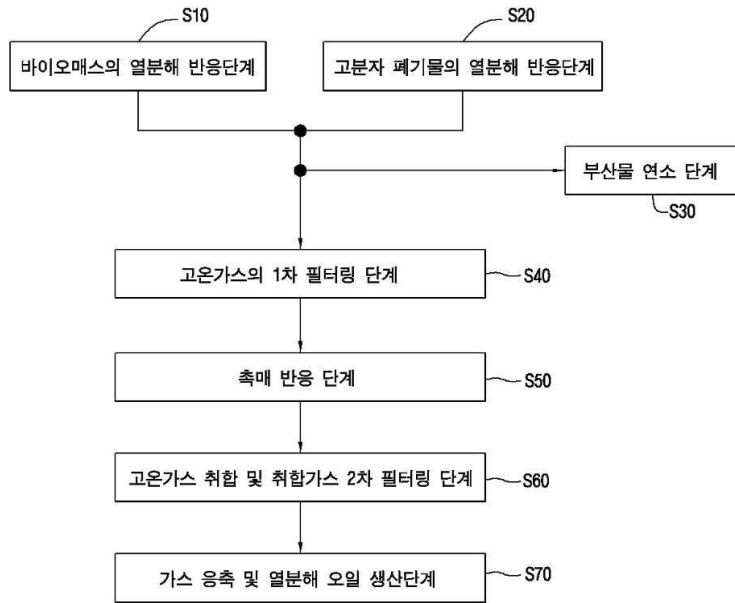 S10
S20
바이오매스의 열분해 반응단계
고분자 폐기물의 열분해 반응단계
부산물 연소 단계
S30
고온가스의 1차 필터링 단계
S40
촉매 반응 단계
S50
고온가스 취합 및 취합가스 2차 필터링 단계
S60
가스 응축 및 열분해 오일 생산단계
S70